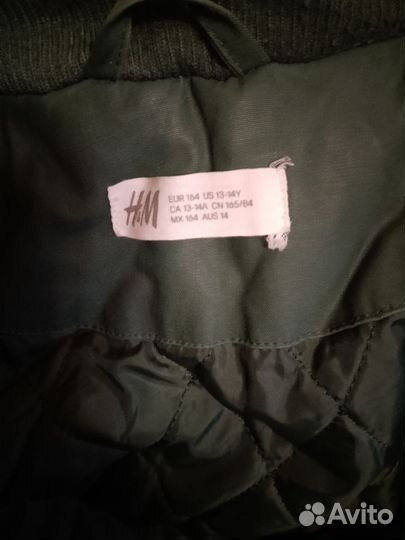 H&M
EUR 164 US 13-14Y
CA 13-14A CN 165/84
MX 164 AUS 14
Avito